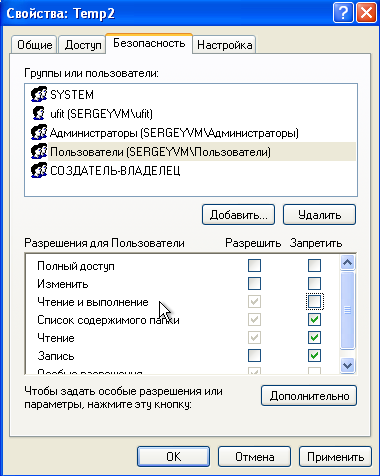 Свойства: Temp2
Общие Доступ Безопасность Настройка
Группы или пользователи:
SYSTEM
ufit (SERGEYVM\ufit)
Администраторы (SERGEYVM\Администраторы)
Пользователи (SERGEYVM\Пользователи)
СОЗДАТЕЛЬ-ВЛАДЕЛЕЦ
Добавить... Удалить
Разрешения для Пользователи Разрешить Запретить
Полный доступ
Изменить
Чтение и выполнение
Список содержимого папки
Чтение
Запись
Особые разрешения
Чтобы задать особые разрешения или
параметры, нажмите эту кнопку:
Дополнительно
OK Отмена Применить